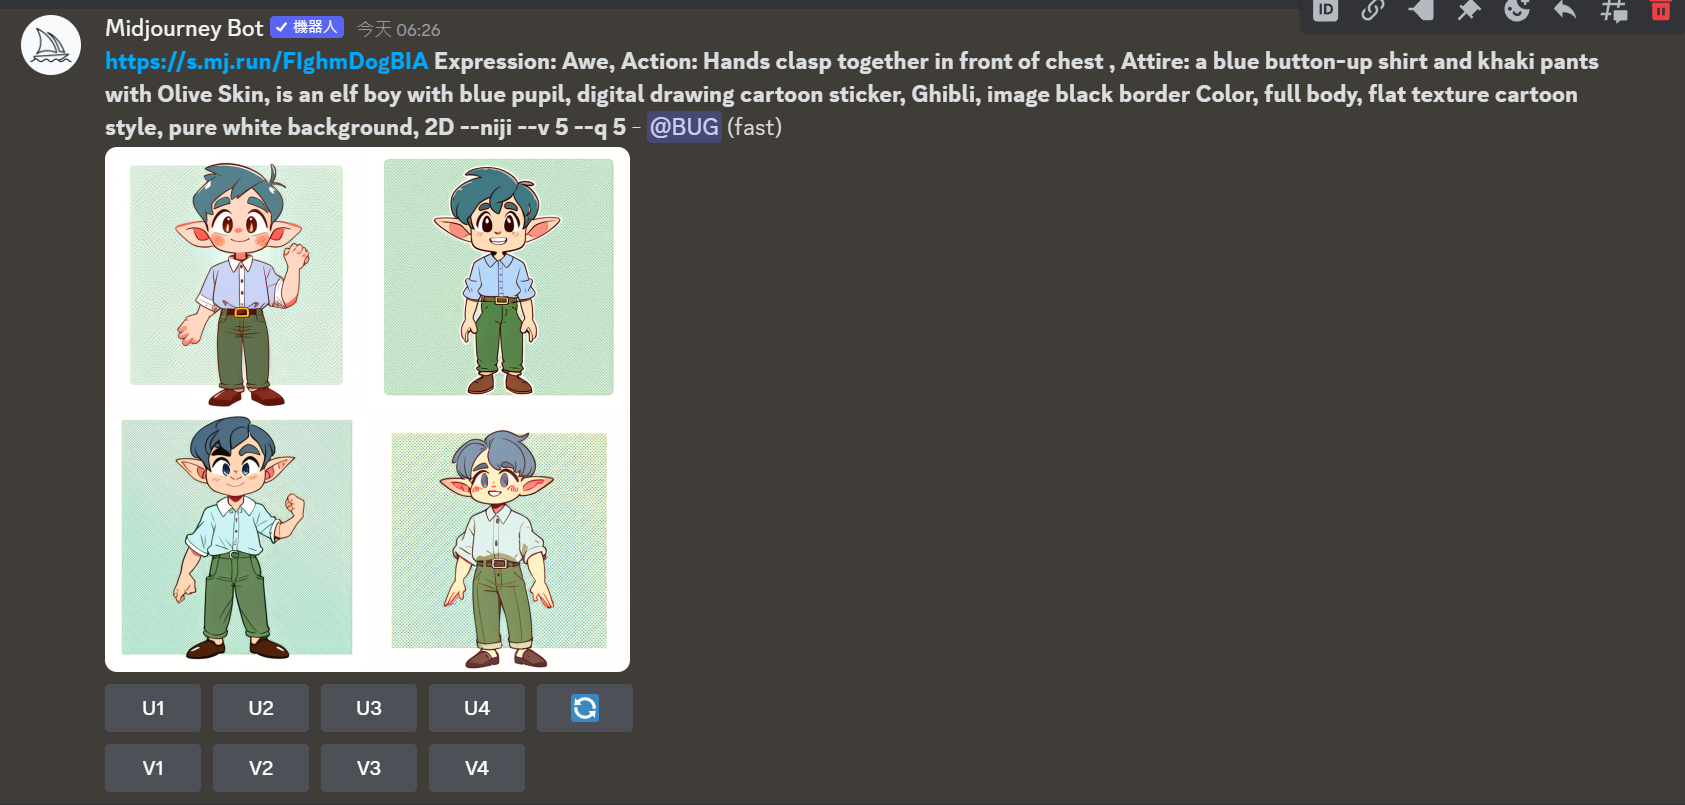 Midjourney Bot ✓ 機器人 今天 06:26
https://s.mj.run/FIghmDogBIA Expression: Awe, Action: Hands clasp together in front of chest , Attire: a blue button-up shirt and khaki pants
with Olive Skin, is an elf boy with blue pupil, digital drawing cartoon sticker, Ghibli, image black border Color, full body, flat texture cartoon
style, pure white background, 2D --niji --v 5 --q 5 - @BUG (fast)
ID
U1 U2 U3 U4
V1 V2 V3 V4